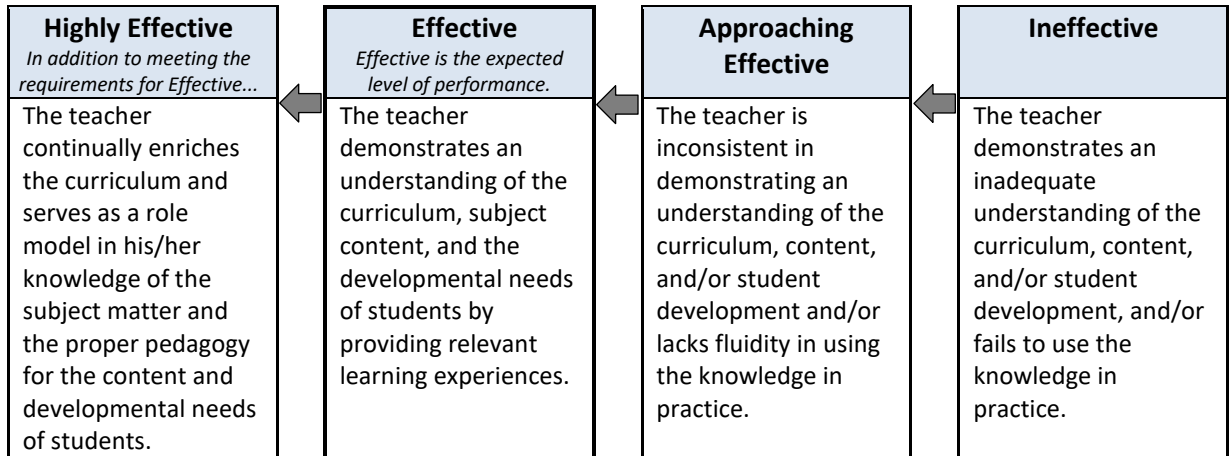 Highly Effective
In addition to meeting the
requirements for Effective...
The teacher
continually enriches
the curriculum and
serves as a role
model in his/her
knowledge of the
subject matter and
the proper pedagogy
for the content and
developmental needs
of students.
Effective
Effective is the expected
level of performance.
The teacher
demonstrates an
understanding of the
curriculum, subject
content, and the
developmental needs
of students by
providing relevant
learning experiences.
Approaching
Effective
The teacher is
inconsistent in
demonstrating an
understanding of the
curriculum, content,
and/or student
development and/or
lacks fluidity in using
the knowledge in
practice.
Ineffective
The teacher
demonstrates an
inadequate
understanding of the
curriculum, content,
and/or student
development, and/or
fails to use the
knowledge in
practice.